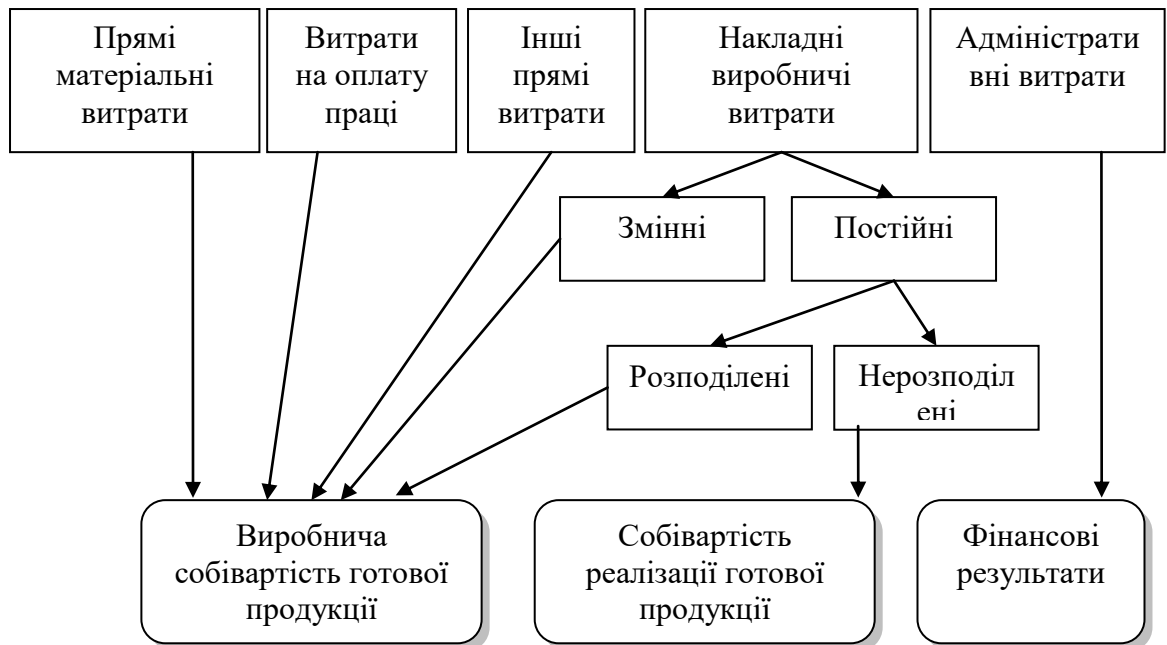 Прямі
матеріальні
витрати
Витрати
на оплату
праці
Інші
прямі
витрати
Накладні
виробничі
витрати
Адміністрати
вні витрати
Змінні
Постійні
Розподілені
Нерозподіл
ені
Виробнича
собівартість готової
продукції
Собівартість
реалізації готової
продукції
Фінансові
результати